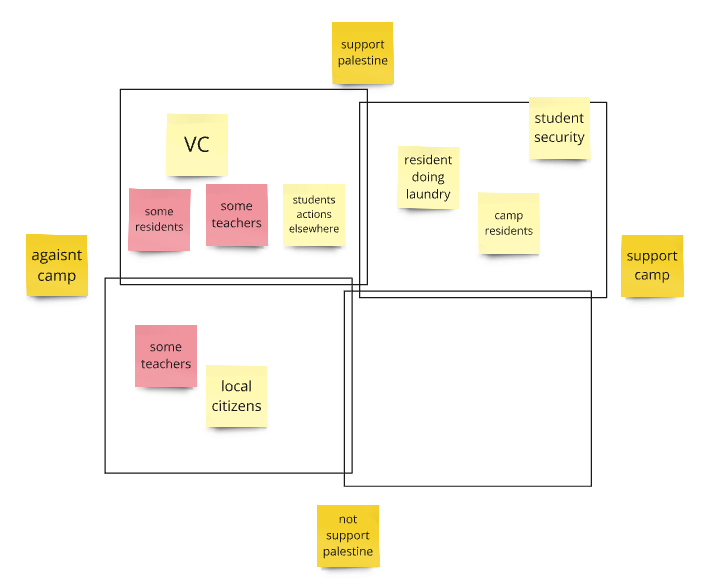 support
palestine
VC
student
security
resident
doing
laundry
some
residents
some
teachers
students
actions
elsewhere
camp
residents
agaisnt
camp
support
camp
some
teachers
local
citizens
not
support
palestine